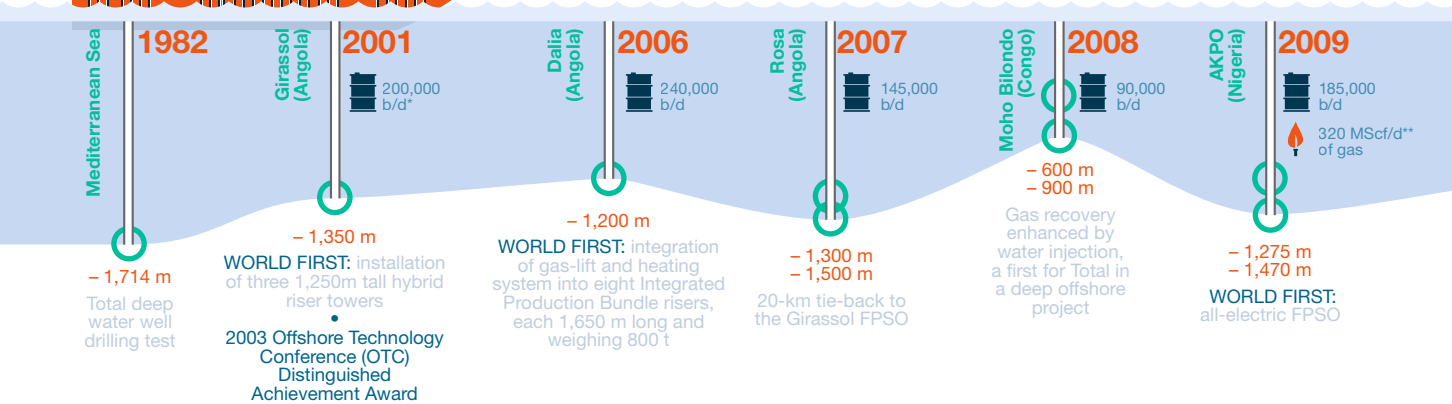 Mediterranean Sea
1982
– 1,714 m
Total deep
water well
drilling test
Girassol
(Angola)
2001
200,000
b/d*
– 1,350 m
WORLD FIRST: installation
of three 1,250m tall hybrid
riser towers
•
2003 Offshore Technology
Conference (OTC)
Distinguished
Achievement Award
Dalia
(Angola)
2006
240,000
b/d
– 1,200 m
WORLD FIRST: integration
of gas-lift and heating
system into eight Integrated
Production Bundle risers,
each 1,650 m long and
weighing 800 t
Rosa
(Angola)
2007
145,000
b/d
– 1,300 m
– 1,500 m
20-km tie-back to
the Girassol FPSO
Moho Bilondo
(Congo)
2008
90,000
b/d
– 600 m
– 900 m
Gas recovery
enhanced by
water injection,
a first for Total in
a deep offshore
project
AKPO
(Nigeria)
2009
185,000
b/d
320 MScf/d**
of gas
– 1,275 m
– 1,470 m
WORLD FIRST:
all-electric FPSO